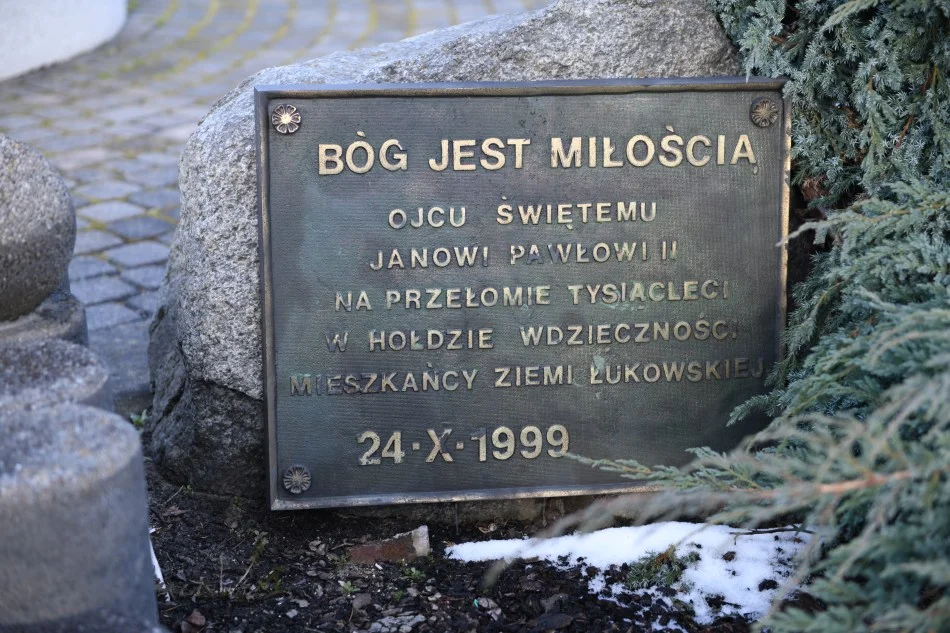 BÒG JEST MIŁOŚCIĄ
OJCU ŚWIĘTEMU
JANOWI PAWŁOWI II
NA PRZEŁOMIE TYSIĄCLECI
W HOŁDZIE WDZIĘCZNOŚCI
MIESZKAŃCY ZIEMI ŁUKOWSKIEJ
24·X·1999